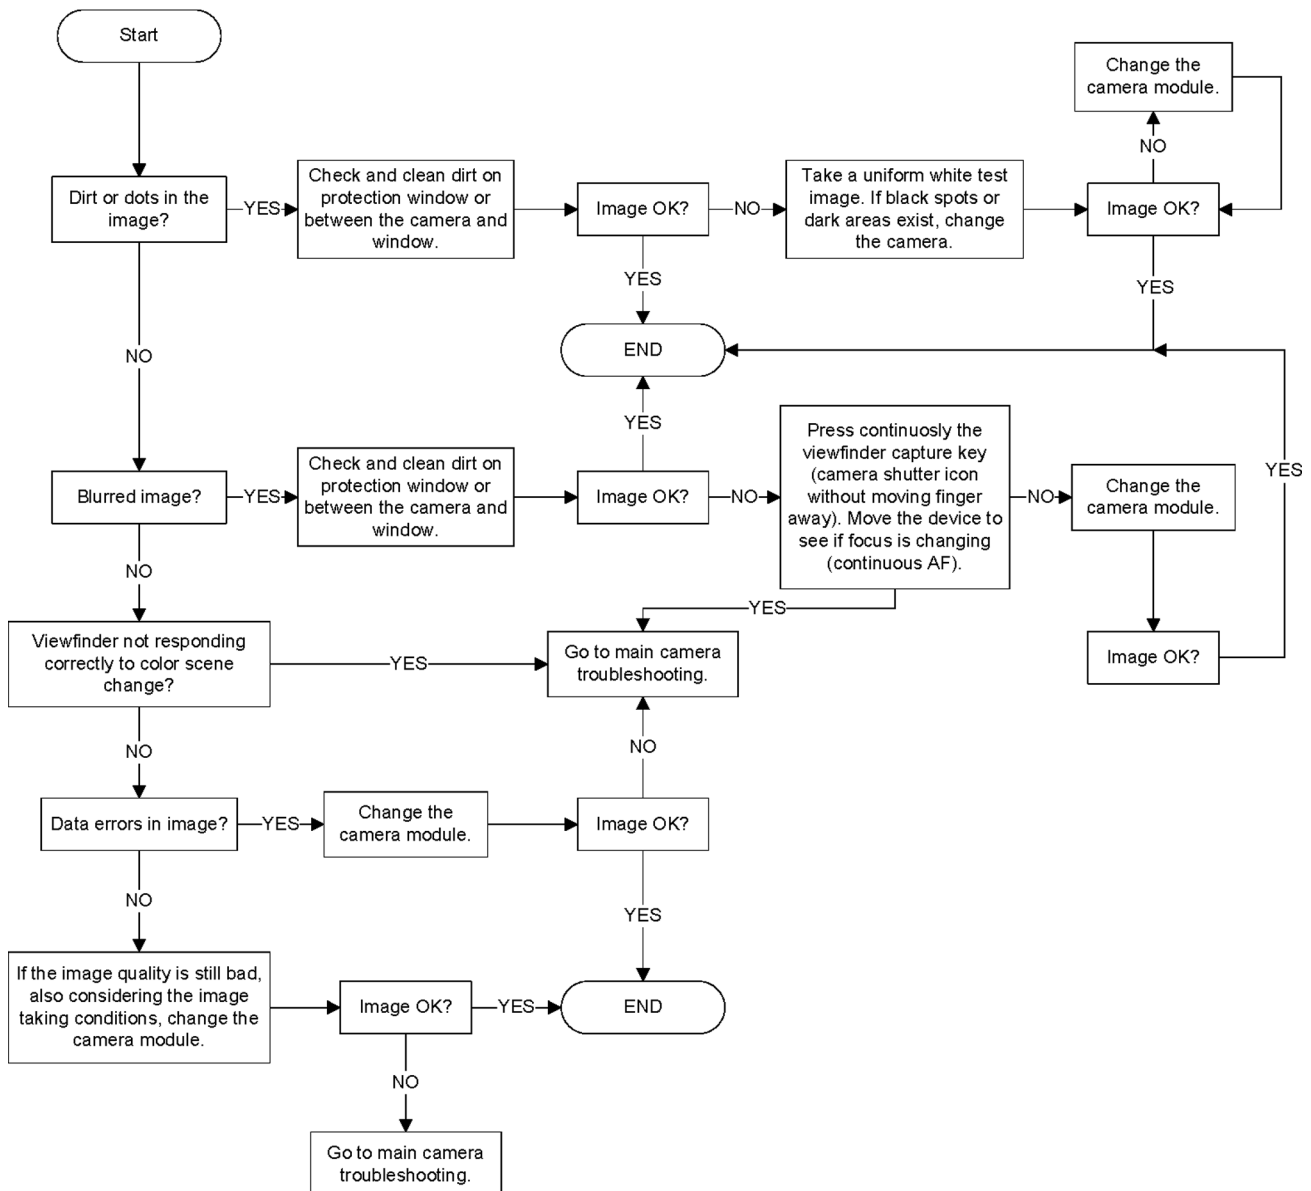 Start
Change the
camera module.
NO
Dirt or dots in the
image?
YES
Check and clean dirt on
protection window or
between the camera and
window.
Image OK?
NO
Take a uniform white test
image. If black spots or
dark areas exist, change
the camera.
Image OK?
YES
YES
NO
END
YES
Blurred image?
YES
Check and clean dirt on
protection window or
between the camera and
window.
Image OK?
NO
Press continuosly the
viewfinder capture key
(camera shutter icon
without moving finger
away). Move the device to
see if focus is changing
(continuous AF).
NO
Change the
camera module.
YES
NO
YES
Viewfinder not responding
correctly to color scene
change?
YES
Go to main camera
troubleshooting.
Image OK?
NO
NO
Data errors in image?
YES
Change the
camera module.
Image OK?
NO
YES
If the image quality is still bad,
also considering the image
taking conditions, change the
camera module.
Image OK?
YES
END
NO
Go to main camera
troubleshooting.